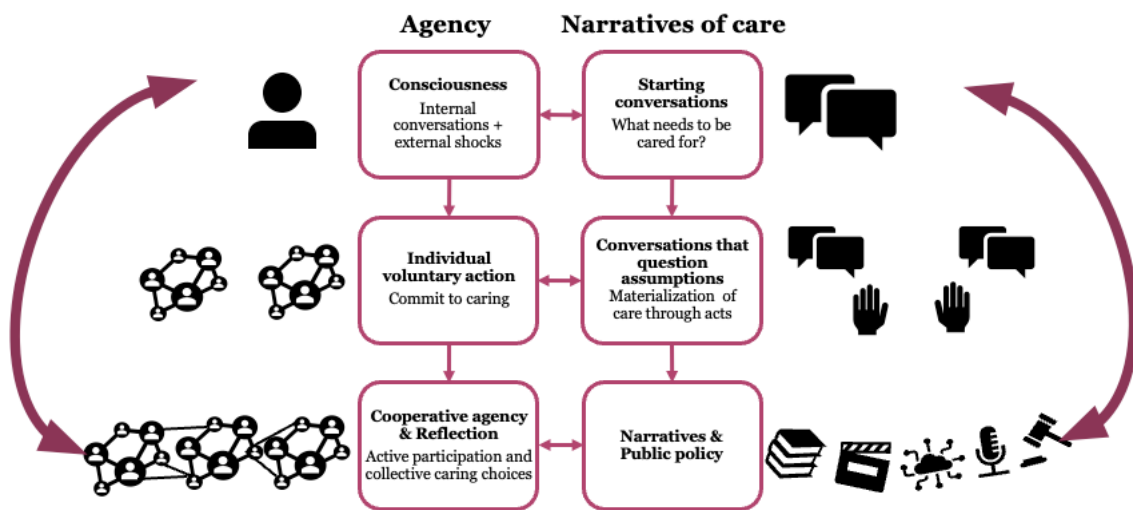 Agency
Narratives of care
Consciousness
Internal
conversations +
external shocks
Starting
conversations
What needs to be
cared for?
Individual
voluntary action
Commit to caring
Conversations that
question
assumptions
Materialization of
care through acts
Cooperative agency
& Reflection
Active participation and
collective caring choices
Narratives &
Public policy